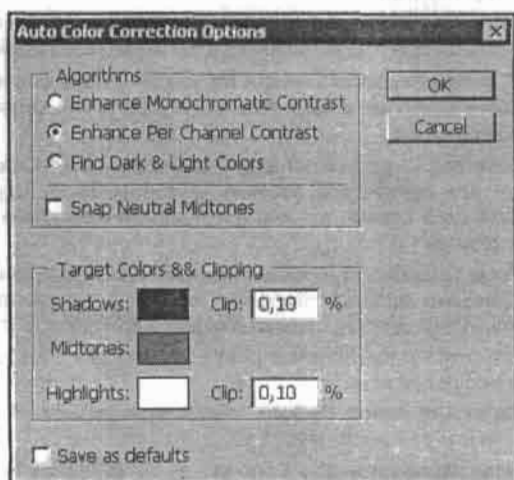 Auto Color Correction Options
Algorithms
Enhance Monochromatic Contrast
Enhance Per Channel Contrast
Find Dark & Light Colors
Snap Neutral Midtones
OK
Cancel
Target Colors && Clipping
Shadows: Clip: 0,10 %
Midtones:
Highlights: Clip: 0,10 %
Save as defaults